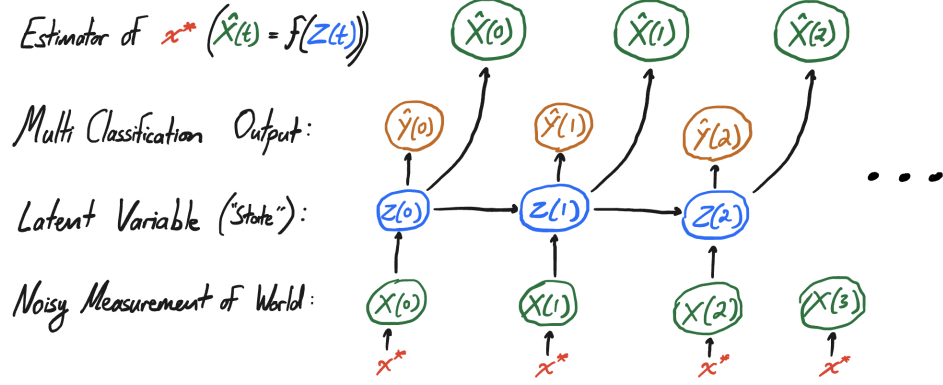 Estimator of x* (X̂(t) = f(Z(t))) X̂(0) X̂(1) X̂(2)
Multi Classification Output: Ŷ(0) Ŷ(1) Ŷ(2)
...
Latent Variable ("State"): Z(0) Z(1) Z(2)
Noisy Measurement of World: X(0) X(1) X(2) X(3)
x* x* x* x*